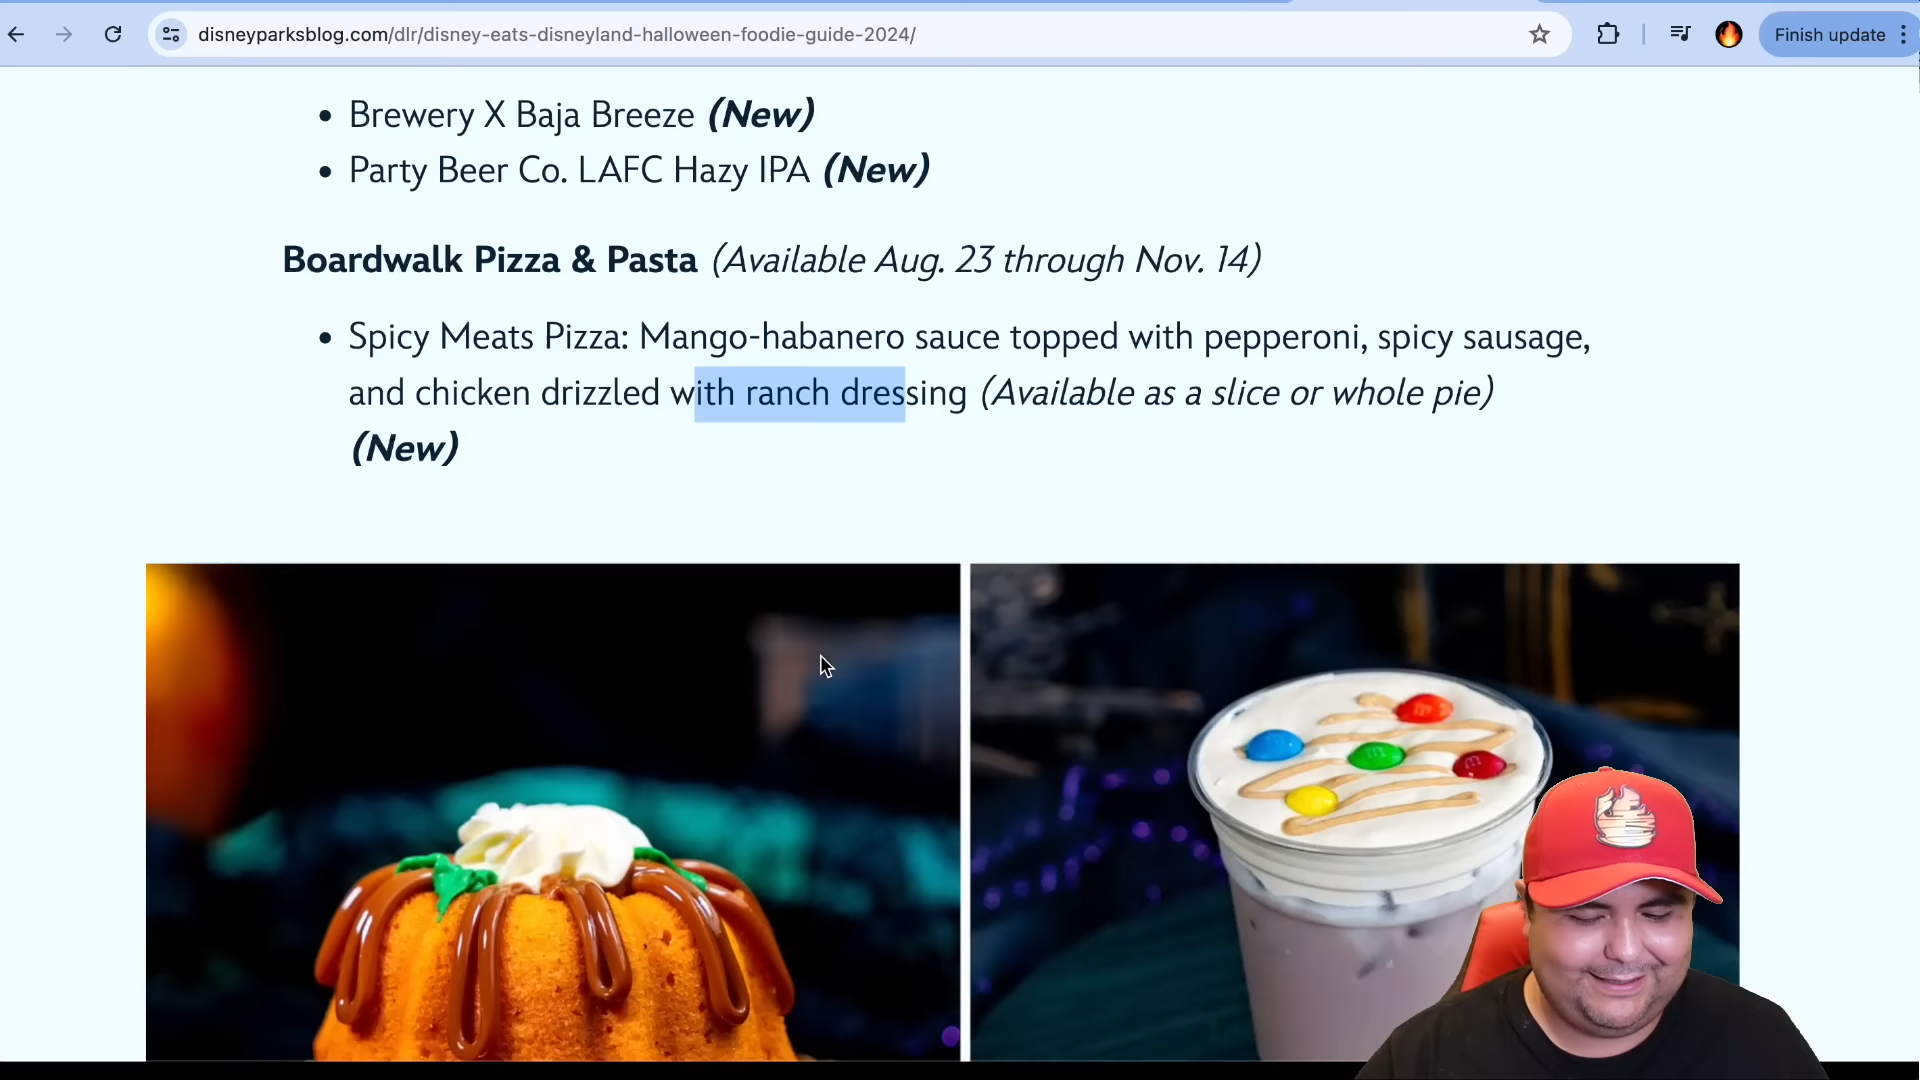 disneyparksblog.com/dlr/disney-eats-disneyland-halloween-foodie-guide-2024/
Finish update
• Brewery X Baja Breeze (New)
• Party Beer Co. LAFC Hazy IPA (New)
Boardwalk Pizza & Pasta (Available Aug. 23 through Nov. 14)
• Spicy Meats Pizza: Mango-habanero sauce topped with pepperoni, spicy sausage,
and chicken drizzled with ranch dressing (Available as a slice or whole pie)
(New)